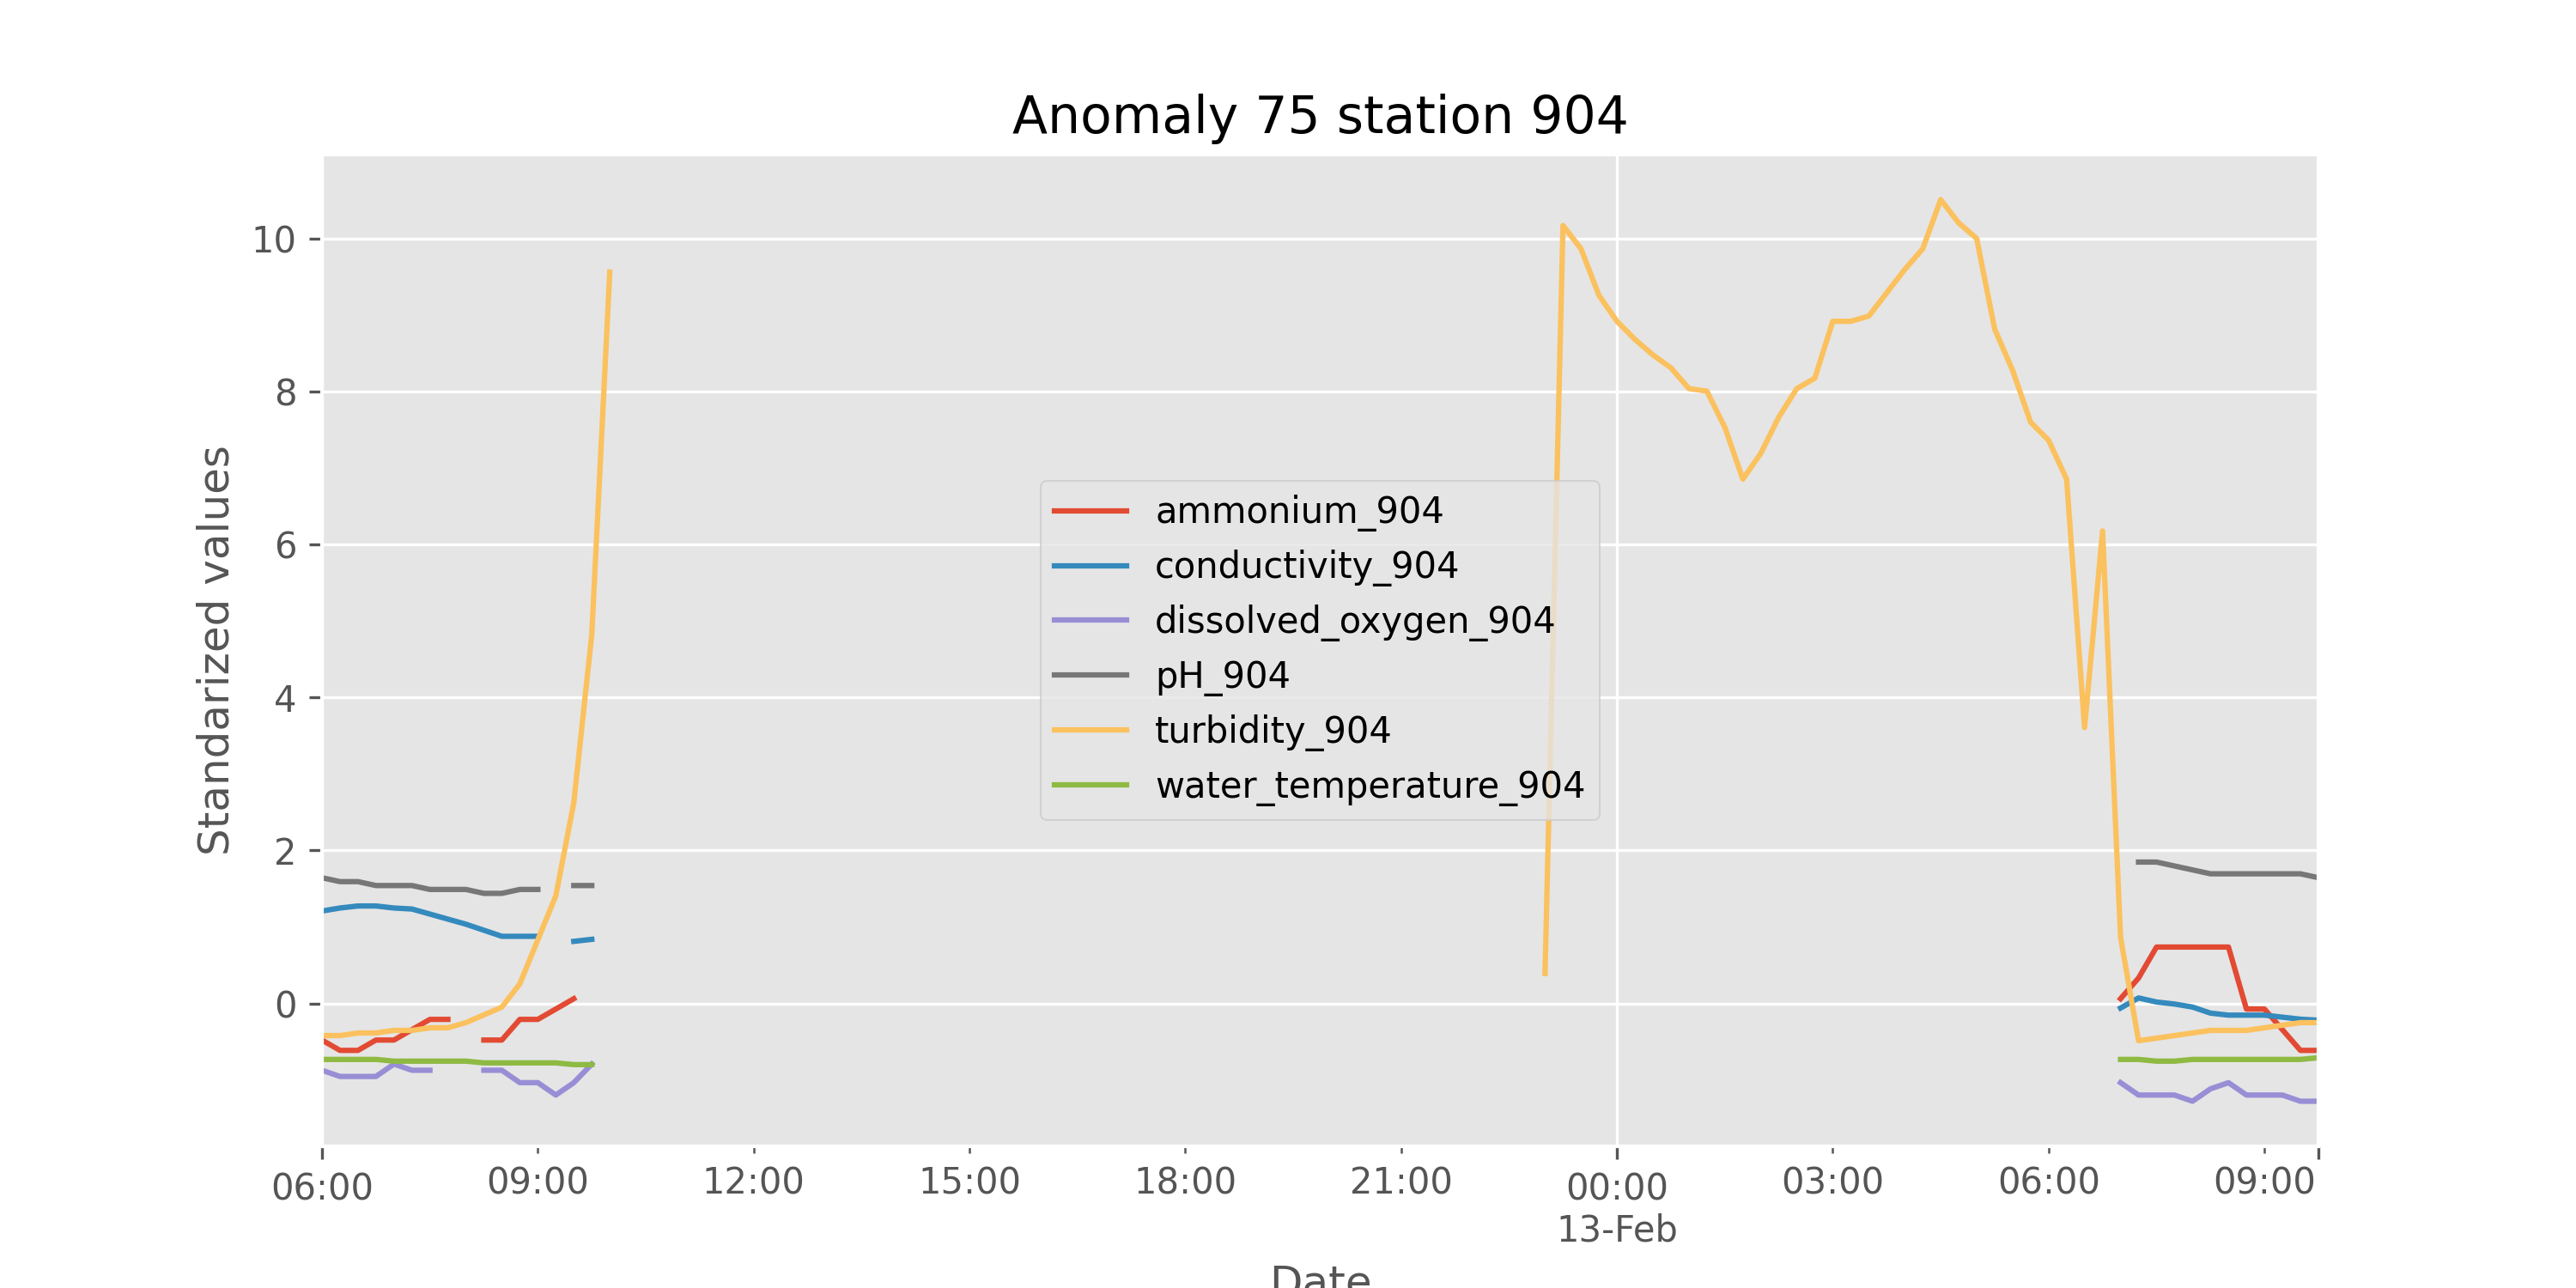 Anomaly 75 station 904
Standarized values
10
8
6
4
2
0
ammonium_904
conductivity_904
dissolved_oxygen_904
pH_904
turbidity_904
water_temperature_904
06:00 09:00 12:00 15:00 18:00 21:00 00:00 03:00 06:00 09:00
13-Feb
Date